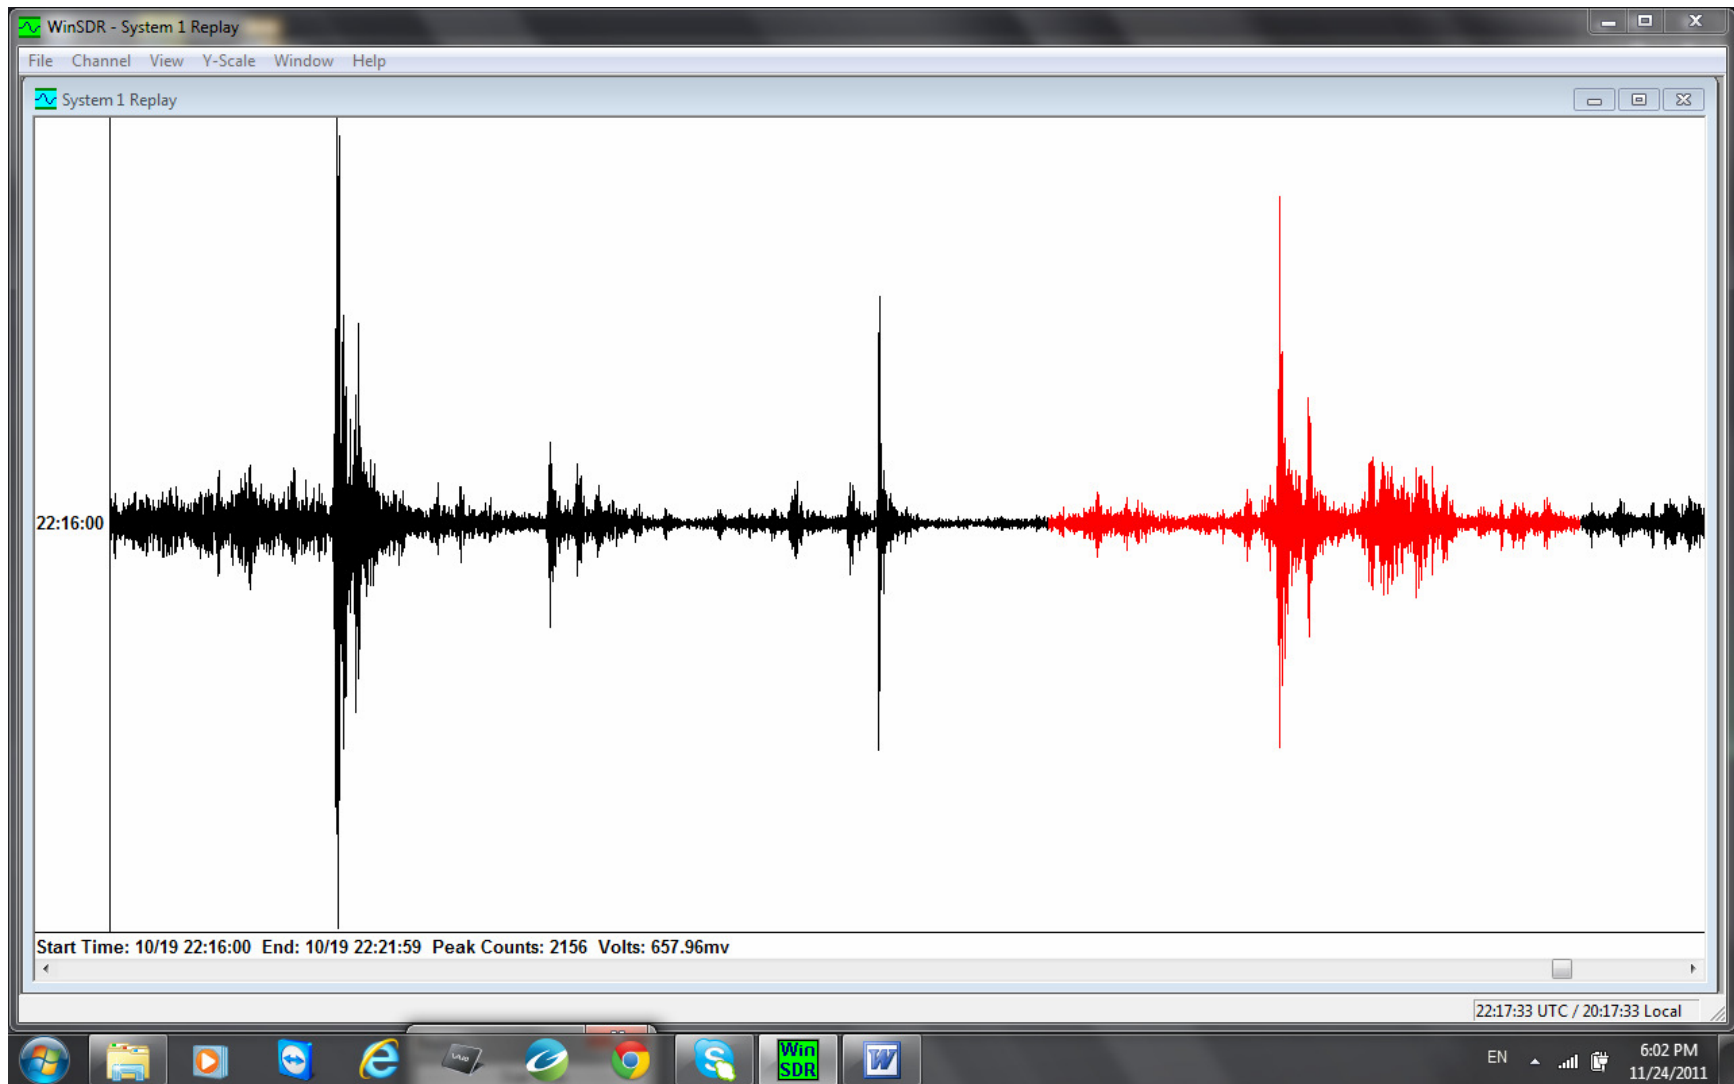 WinSDR - System 1 Replay
File Channel View Y-Scale Window Help
System 1 Replay
22:16:00
Start Time: 10/19 22:16:00 End: 10/19 22:21:59 Peak Counts: 2156 Volts: 657.96mv
22:17:33 UTC / 20:17:33 Local
Win
SDR
EN
6:02 PM
11/24/2011